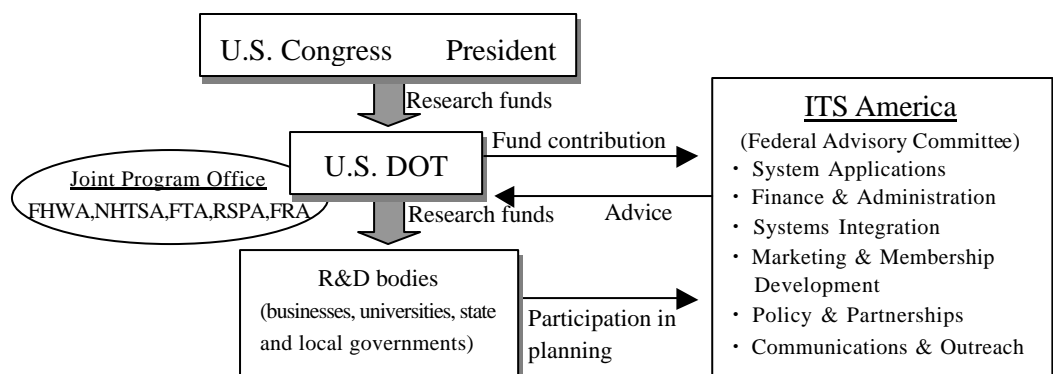 U.S. Congress President
Research funds
U.S. DOT
Joint Program Office
FHWA,NHTSA,FTA,RSPA,FRA
Fund contribution
Advice
Research funds
R&D bodies
(businesses, universities, state
and local governments)
Participation in
planning
ITS America
(Federal Advisory Committee)
・ System Applications
・ Finance & Administration
・ Systems Integration
・ Marketing & Membership
Development
・ Policy & Partnerships
・ Communications & Outreach